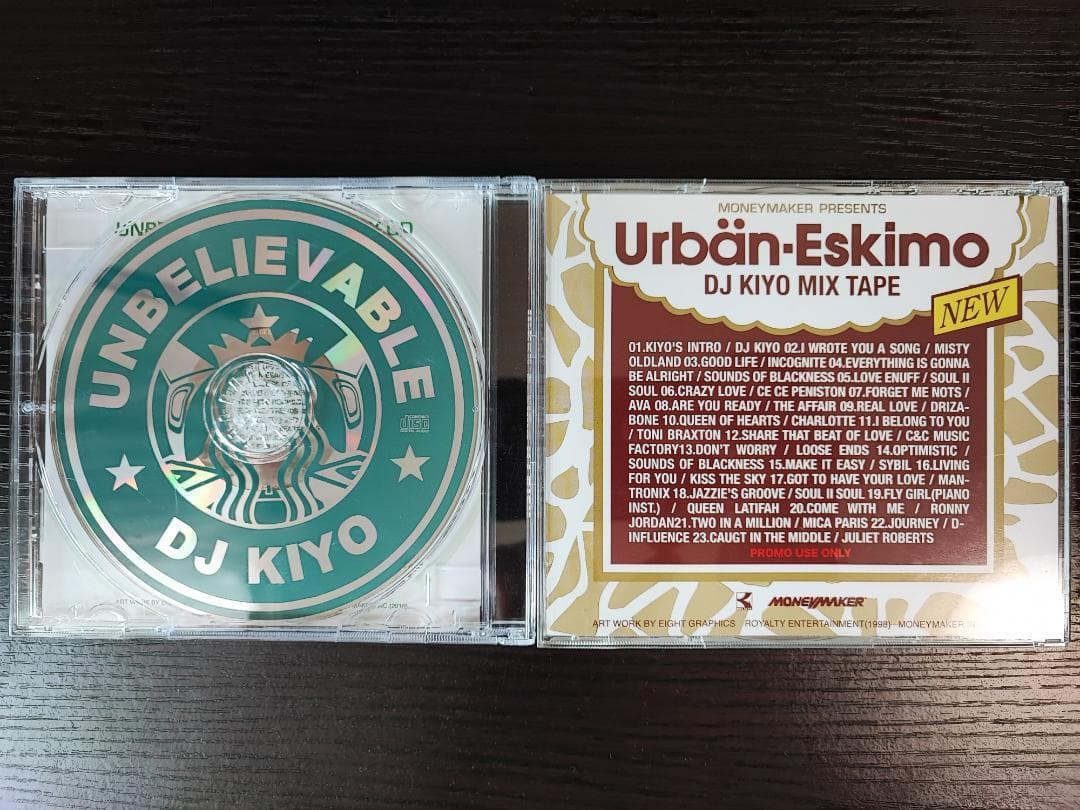 UNBELIEVABLE
COMPACT
disc
DIGITAL AUDIO
DJ KIYO
ART WORK BY
MONEYMAKER PRESENTS
Urbän·Eskimo
DJ KIYO MIX TAPE
NEW
01.KIYO'S INTRO / DJ KIYO 02.I WROTE YOU A SONG / MISTY
OLDLAND 03.GOOD LIFE / INCOGNITE 04.EVERYTHING IS GONNA
BE ALRIGHT / SOUNDS OF BLACKNESS 05.LOVE ENUFF / SOUL II
SOUL 06.CRAZY LOVE / CE CE PENISTON 07.FORGET ME NOTS /
AVA 08.ARE YOU READY / THE AFFAIR 09.REAL LOVE / DRIZA-
BONE 10.QUEEN OF HEARTS / CHARLOTTE 11.I BELONG TO YOU
/ TONI BRAXTON 12.SHARE THAT BEAT OF LOVE / C&C MUSIC
FACTORY13.DON'T WORRY / LOOSE ENDS 14.OPTIMISTIC /
SOUNDS OF BLACKNESS 15.MAKE IT EASY / SYBIL 16.LIVING
FOR YOU / KISS THE SKY 17.GOT TO HAVE YOUR LOVE / MAN-
TRONIX 18.JAZZIE'S GROOVE / SOUL II SOUL 19.FLY GIRL(PIANO
INST.) / QUEEN LATIFAH 20.COME WITH ME / RONNY
JORDAN21.TWO IN A MILLION / MICA PARIS 22.JOURNEY / D-
INFLUENCE 23.CAUGT IN THE MIDDLE / JULIET ROBERTS
PROMO USE ONLY
MONEYMAKER
ART WORK BY EIGHT GRAPHICS ROYALTY ENTERTAINMENT(1998) MONEYMAKER IN